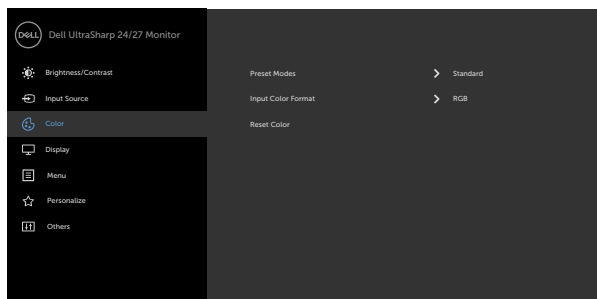 DELL Dell UltraSharp 24/27 Monitor
Brightness/Contrast
Preset Modes Standard
Input Source
Input Color Format RGB
Color
Reset Color
Display
Menu
Personalize
Others